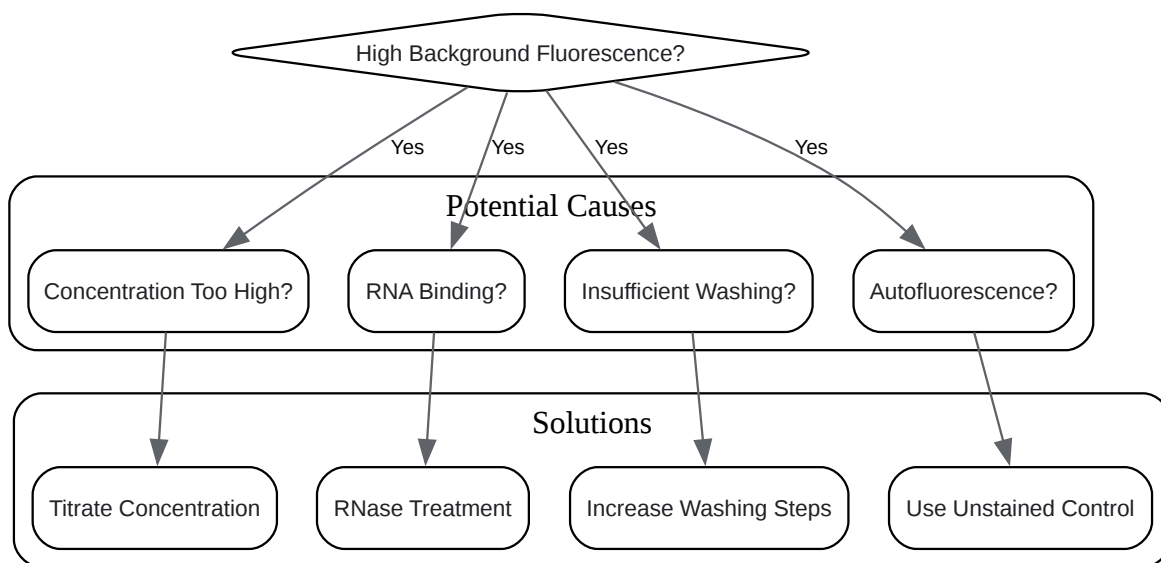 High Background Fluorescence?
Yes
Yes
Yes
Yes
Potential Causes
Concentration Too High?
RNA Binding?
Insufficient Washing?
Autofluorescence?
Solutions
Titrate Concentration
RNase Treatment
Increase Washing Steps
Use Unstained Control